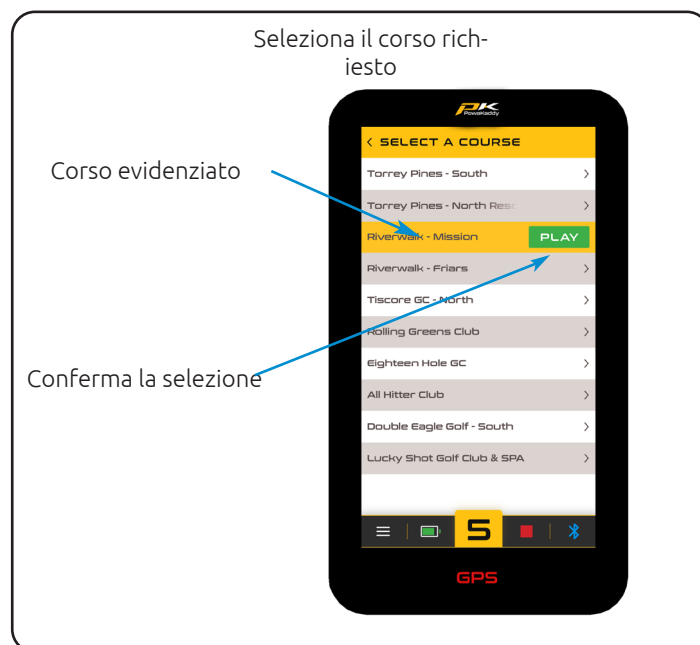 Seleziona il corso rich-
iesto
PK
PowaKaddy
< SELECT A COURSE
Torrey Pines - South >
Corso evidenziato
Torrey Pines - North Reso >
Riverwalk - Mission PLAY
Riverwalk - Friars >
Tiscore GC - North >
Rolling Greens Club >
Eighteen Hole GC >
Conferma la selezione
All Hitter Club >
Double Eagle Golf - South >
Lucky Shot Golf Club & SPA >
S
GPS